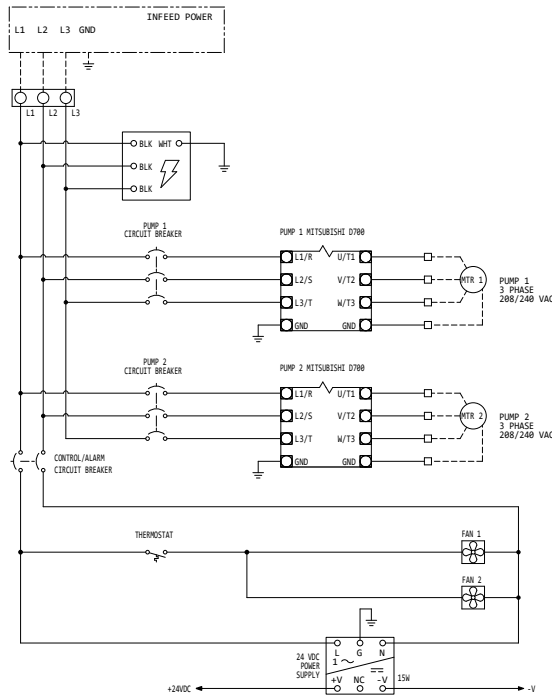 INFEED POWER
L1 L2 L3 GND
L1 L2 L3
BLK WHT
BLK
BLK
PUMP 1
CIRCUIT BREAKER
PUMP 1 MITSUBISHI D700
L1/R U/T1
L2/S V/T2
L3/T W/T3
GND GND
MTR 1
PUMP 1
3 PHASE
208/240 VAC
PUMP 2
CIRCUIT BREAKER
PUMP 2 MITSUBISHI D700
L1/R U/T1
L2/S V/T2
L3/T W/T3
GND GND
MTR 2
PUMP 2
3 PHASE
208/240 VAC
CONTROL/ALARM
CIRCUIT BREAKER
THERMOSTAT
FAN 1
FAN 2
24 VDC
POWER
SUPPLY
L G N
1
+V NC -V
15W
+24VDC
-V